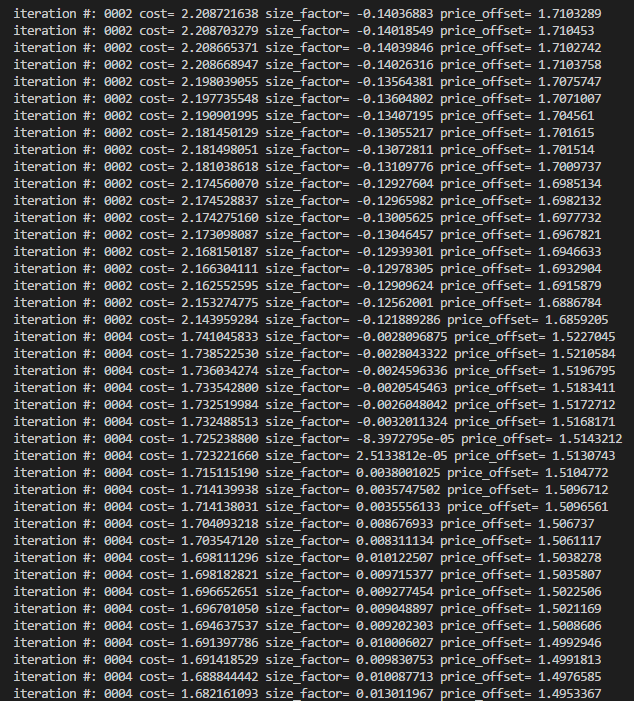 iteration #: 0002 cost= 2.208721638 size_factor= -0.14036883 price_offset= 1.7103289
iteration #: 0002 cost= 2.208703279 size_factor= -0.14018549 price_offset= 1.710453
iteration #: 0002 cost= 2.208665371 size_factor= -0.14039846 price_offset= 1.7102742
iteration #: 0002 cost= 2.208668947 size_factor= -0.14026316 price_offset= 1.7103758
iteration #: 0002 cost= 2.198039055 size_factor= -0.13564381 price_offset= 1.7075747
iteration #: 0002 cost= 2.197735548 size_factor= -0.13604802 price_offset= 1.7071007
iteration #: 0002 cost= 2.190901995 size_factor= -0.13407195 price_offset= 1.704561
iteration #: 0002 cost= 2.181450129 size_factor= -0.13055217 price_offset= 1.701615
iteration #: 0002 cost= 2.181498051 size_factor= -0.13072811 price_offset= 1.701514
iteration #: 0002 cost= 2.181038618 size_factor= -0.13109776 price_offset= 1.7009737
iteration #: 0002 cost= 2.174560070 size_factor= -0.12927604 price_offset= 1.6985134
iteration #: 0002 cost= 2.174528837 size_factor= -0.12965982 price_offset= 1.6982132
iteration #: 0002 cost= 2.174275160 size_factor= -0.13005625 price_offset= 1.6977732
iteration #: 0002 cost= 2.173098087 size_factor= -0.13046457 price_offset= 1.6967821
iteration #: 0002 cost= 2.168150187 size_factor= -0.12939301 price_offset= 1.6946633
iteration #: 0002 cost= 2.166304111 size_factor= -0.12978305 price_offset= 1.6932904
iteration #: 0002 cost= 2.162552595 size_factor= -0.12909624 price_offset= 1.6915879
iteration #: 0002 cost= 2.153274775 size_factor= -0.12562001 price_offset= 1.6886784
iteration #: 0002 cost= 2.143959284 size_factor= -0.121889286 price_offset= 1.6859205
iteration #: 0004 cost= 1.741045833 size_factor= -0.0028096875 price_offset= 1.5227045
iteration #: 0004 cost= 1.738522530 size_factor= -0.0028043322 price_offset= 1.5210584
iteration #: 0004 cost= 1.736034274 size_factor= -0.0024596336 price_offset= 1.5196795
iteration #: 0004 cost= 1.733542800 size_factor= -0.0020545463 price_offset= 1.5183411
iteration #: 0004 cost= 1.732519984 size_factor= -0.0026048042 price_offset= 1.5172712
iteration #: 0004 cost= 1.732488513 size_factor= -0.0032011324 price_offset= 1.5168171
iteration #: 0004 cost= 1.725238800 size_factor= -8.3972795e-05 price_offset= 1.5143212
iteration #: 0004 cost= 1.723221660 size_factor= 2.5133812e-05 price_offset= 1.5130743
iteration #: 0004 cost= 1.715115190 size_factor= 0.0038001025 price_offset= 1.5104772
iteration #: 0004 cost= 1.714139938 size_factor= 0.0035747502 price_offset= 1.5096712
iteration #: 0004 cost= 1.714138031 size_factor= 0.0035556133 price_offset= 1.5096561
iteration #: 0004 cost= 1.704093218 size_factor= 0.008676933 price_offset= 1.506737
iteration #: 0004 cost= 1.703547120 size_factor= 0.008311134 price_offset= 1.5061117
iteration #: 0004 cost= 1.698111296 size_factor= 0.010122507 price_offset= 1.5038278
iteration #: 0004 cost= 1.698182821 size_factor= 0.009715377 price_offset= 1.5035807
iteration #: 0004 cost= 1.696652651 size_factor= 0.009277454 price_offset= 1.5022506
iteration #: 0004 cost= 1.696701050 size_factor= 0.009048897 price_offset= 1.5021169
iteration #: 0004 cost= 1.694637537 size_factor= 0.009202303 price_offset= 1.5008606
iteration #: 0004 cost= 1.691397786 size_factor= 0.010006027 price_offset= 1.4992946
iteration #: 0004 cost= 1.691418529 size_factor= 0.009830753 price_offset= 1.4991813
iteration #: 0004 cost= 1.688844442 size_factor= 0.010087713 price_offset= 1.4976585
iteration #: 0004 cost= 1.682161093 size_factor= 0.013011967 price_offset= 1.4953367